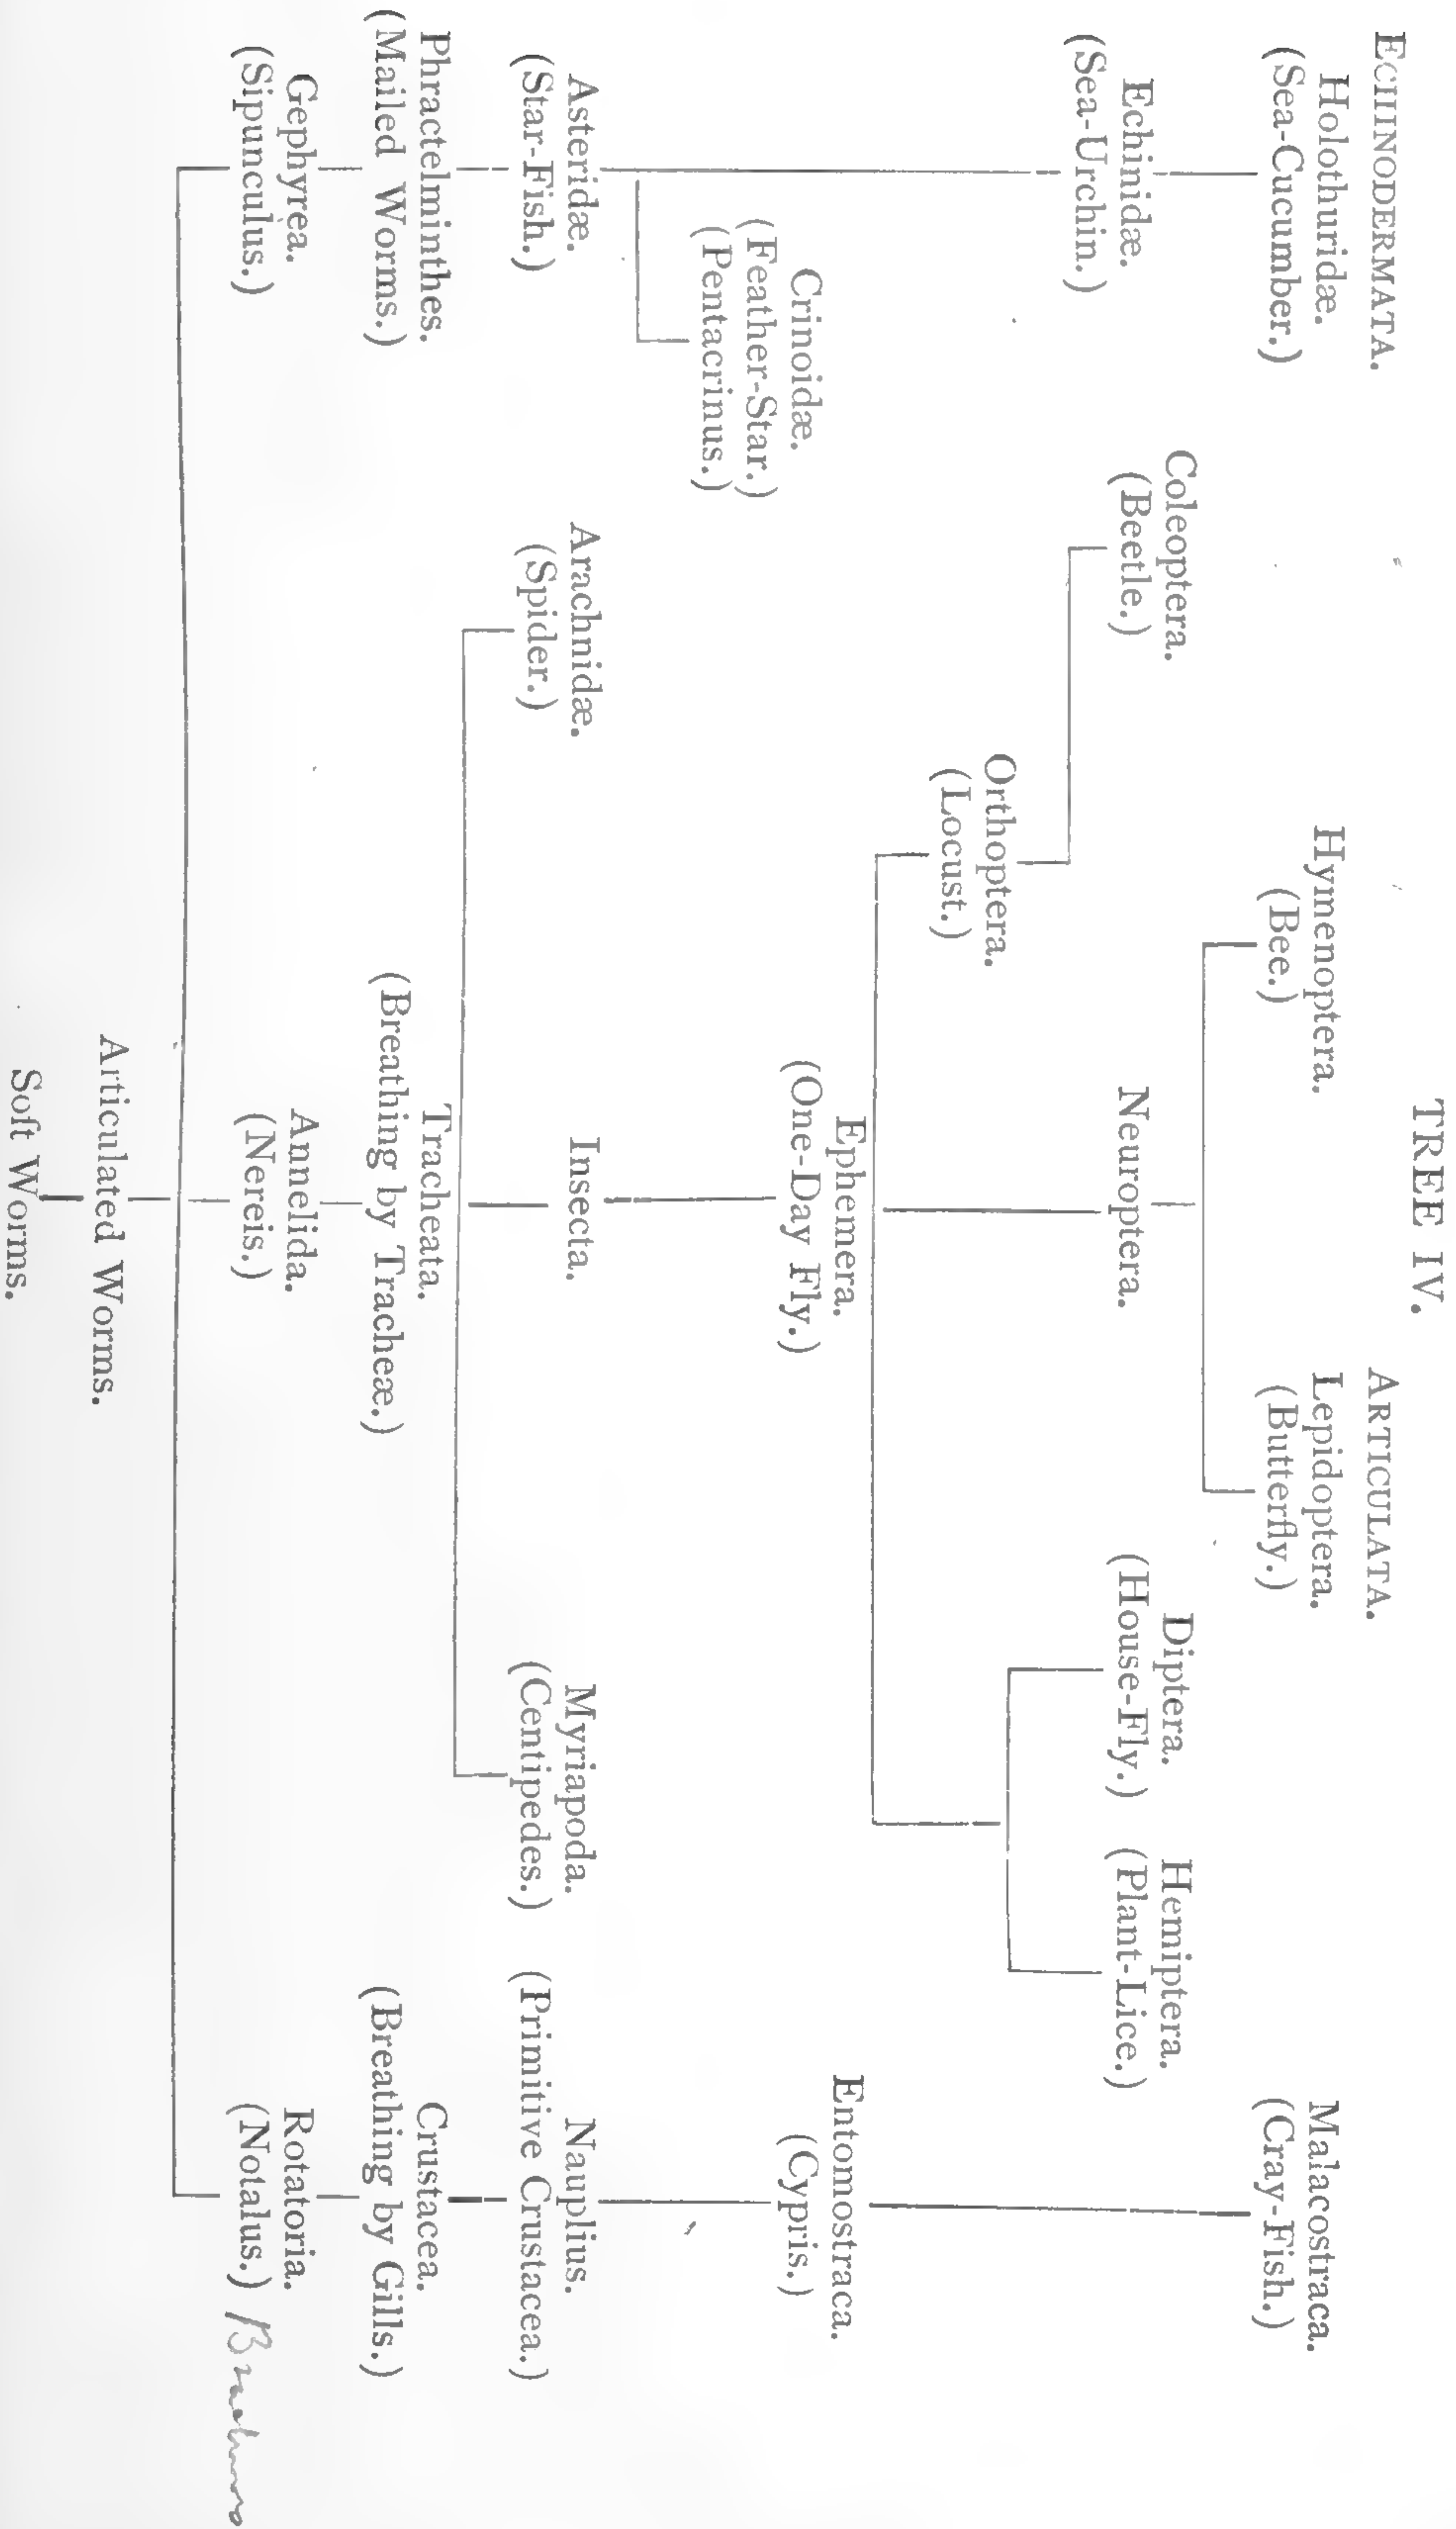 TREE IV.
ECHINODERMATA.
ARTICULATA.
Holothuridæ.
(Sea-Cucumber.)
Hymenoptera.
(Bee.)
Lepidoptera.
(Butterfly.)
Malacostraca.
(Cray-Fish.)
Echinidæ.
(Sea-Urchin.)
Coleoptera.
(Beetle.)
Neuroptera.
Diptera.
(House-Fly.)
Hemiptera.
(Plant-Lice.)
Orthoptera.
(Locust.)
Crinoidæ.
(Feather-Star.)
(Pentacrinus.)
Ephemera.
(One-Day Fly.)
Entomostraca.
(Cypris.)
Asteridæ.
(Star-Fish.)
Arachnidæ.
(Spider.)
Insecta.
Myriapoda.
(Centipedes.)
Nauplius.
(Primitive Crustacea.)
Phractelminthes.
(Mailed Worms.)
Tracheata.
(Breathing by Tracheæ.)
Crustacea.
(Breathing by Gills.)
Gephyrea.
(Sipunculus.)
Annelida.
(Nereis.)
Rotatoria.
(Notalus.)
Articulated Worms.
Soft Worms.